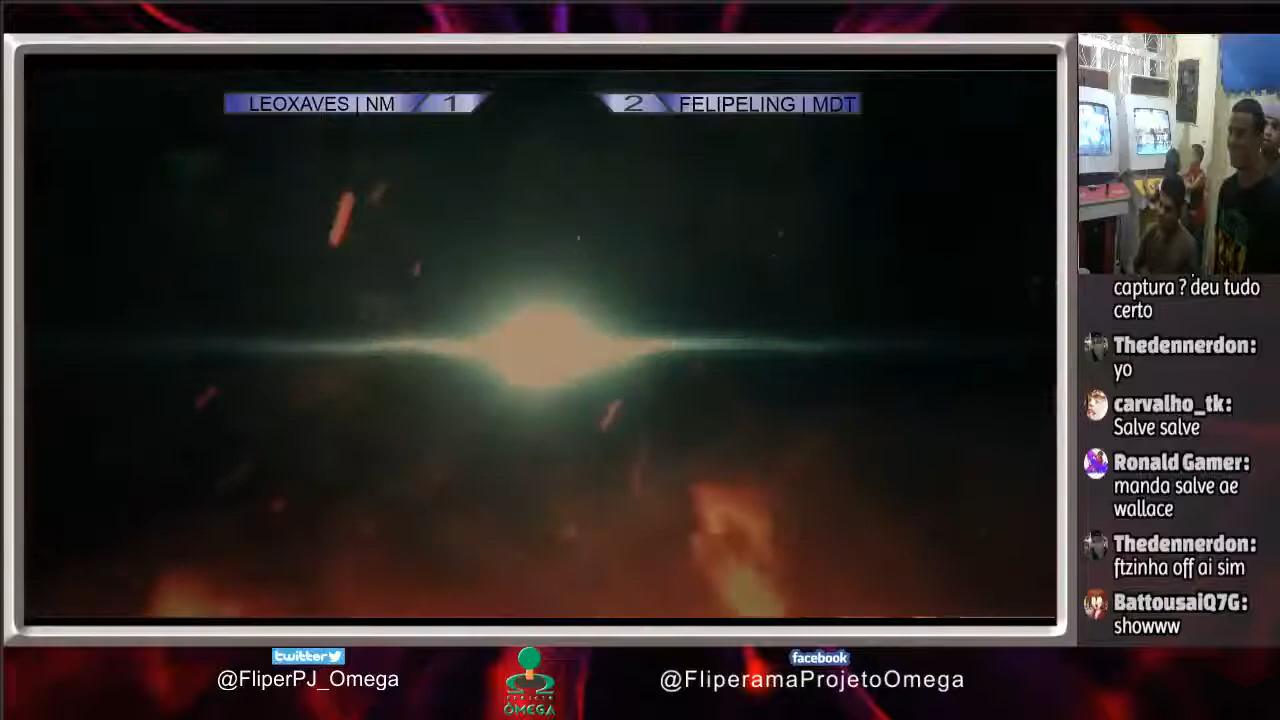 LEOXAVES | NM 1
2 FELIPELING | MDT
captura ? deu tudo
certo
Thedennerdon:
yo
carvalho_tk:
Salve salve
Ronald Gamer:
manda salve ae
wallace
Thedennerdon:
ftzinha off ai sim
BattousaiQ7G:
showww
twitter
@FliperPJ_Omega
PROJETO
ÔMEGA
facebook
@FliperamaProjetoOmega